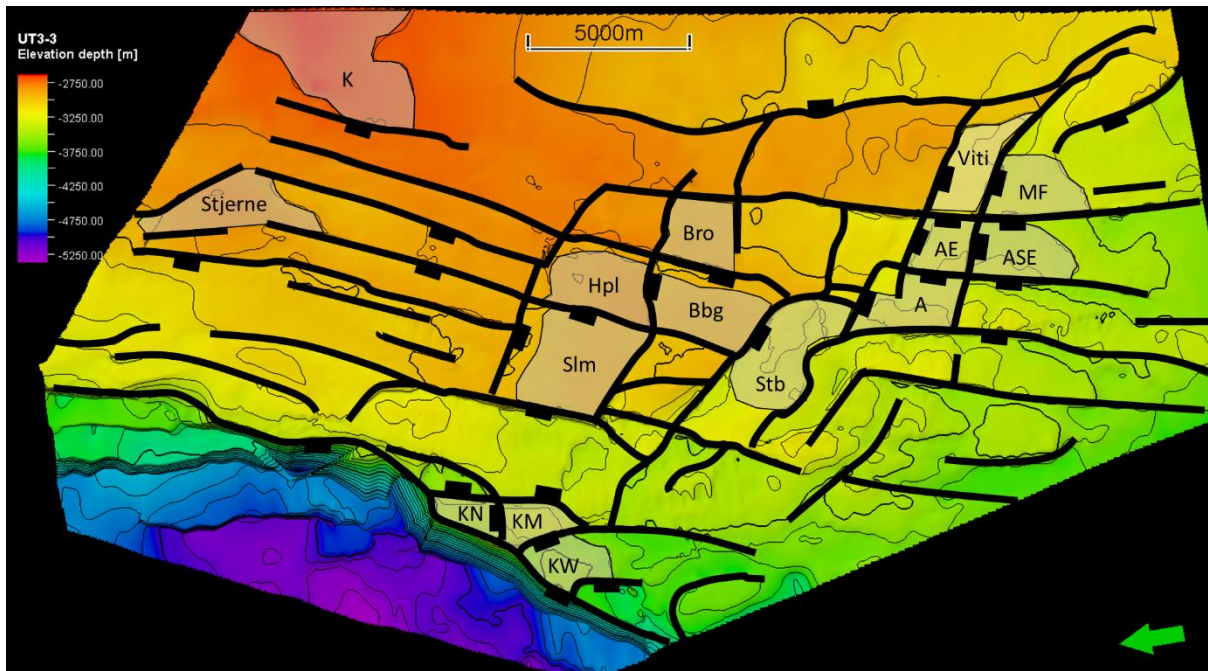 UT3-3
Elevation depth [m]
-2750.00
-3250.00
-3750.00
-4250.00
-4750.00
-5250.00
5000m
K
Viti
MF
Stjerne
Bro
AE
ASE
Hpl
Bbg
A
Slm
Stb
KN
KM
KW